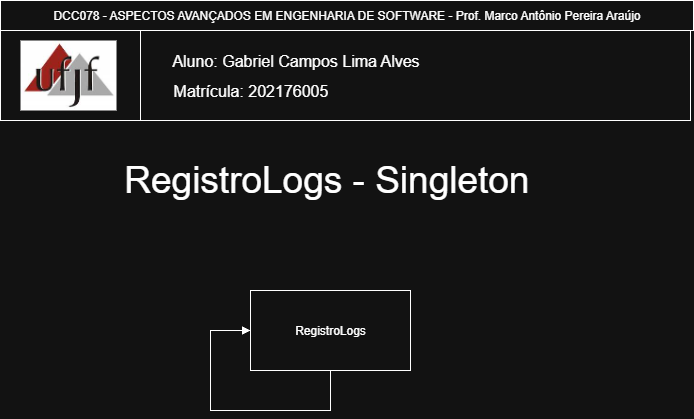 DCC078 - ASPECTOS AVANÇADOS EM ENGENHARIA DE SOFTWARE - Prof. Marco Antônio Pereira Araújo
ufjf
Aluno: Gabriel Campos Lima Alves
Matrícula: 202176005
RegistroLogs - Singleton
RegistroLogs